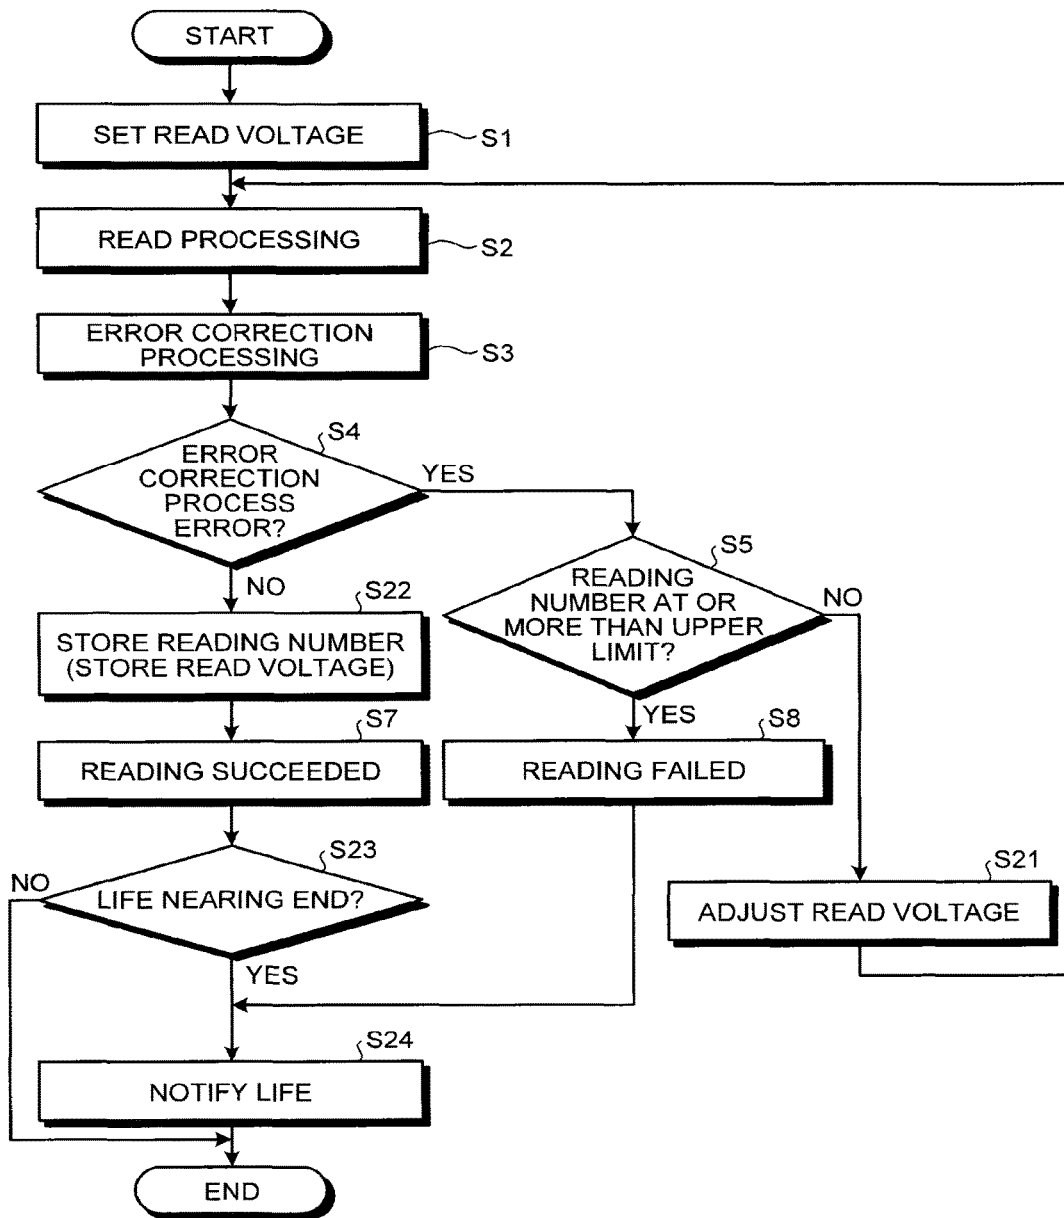 START
SET READ VOLTAGE
S1
READ PROCESSING
S2
ERROR CORRECTION
PROCESSING
S3
S4
ERROR
CORRECTION
PROCESS
ERROR?
YES
NO
S5
READING
NUMBER AT OR
MORE THAN UPPER
LIMIT?
NO
YES
S22
STORE READING NUMBER
(STORE READ VOLTAGE)
S7
READING SUCCEEDED
S8
READING FAILED
S23
LIFE NEARING END?
NO
YES
S21
ADJUST READ VOLTAGE
S24
NOTIFY LIFE
END